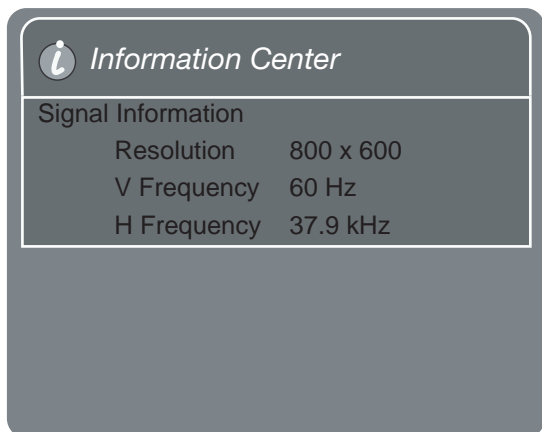 Information Center
Signal Information
Resolution 800 x 600
V Frequency 60 Hz
H Frequency 37.9 kHz